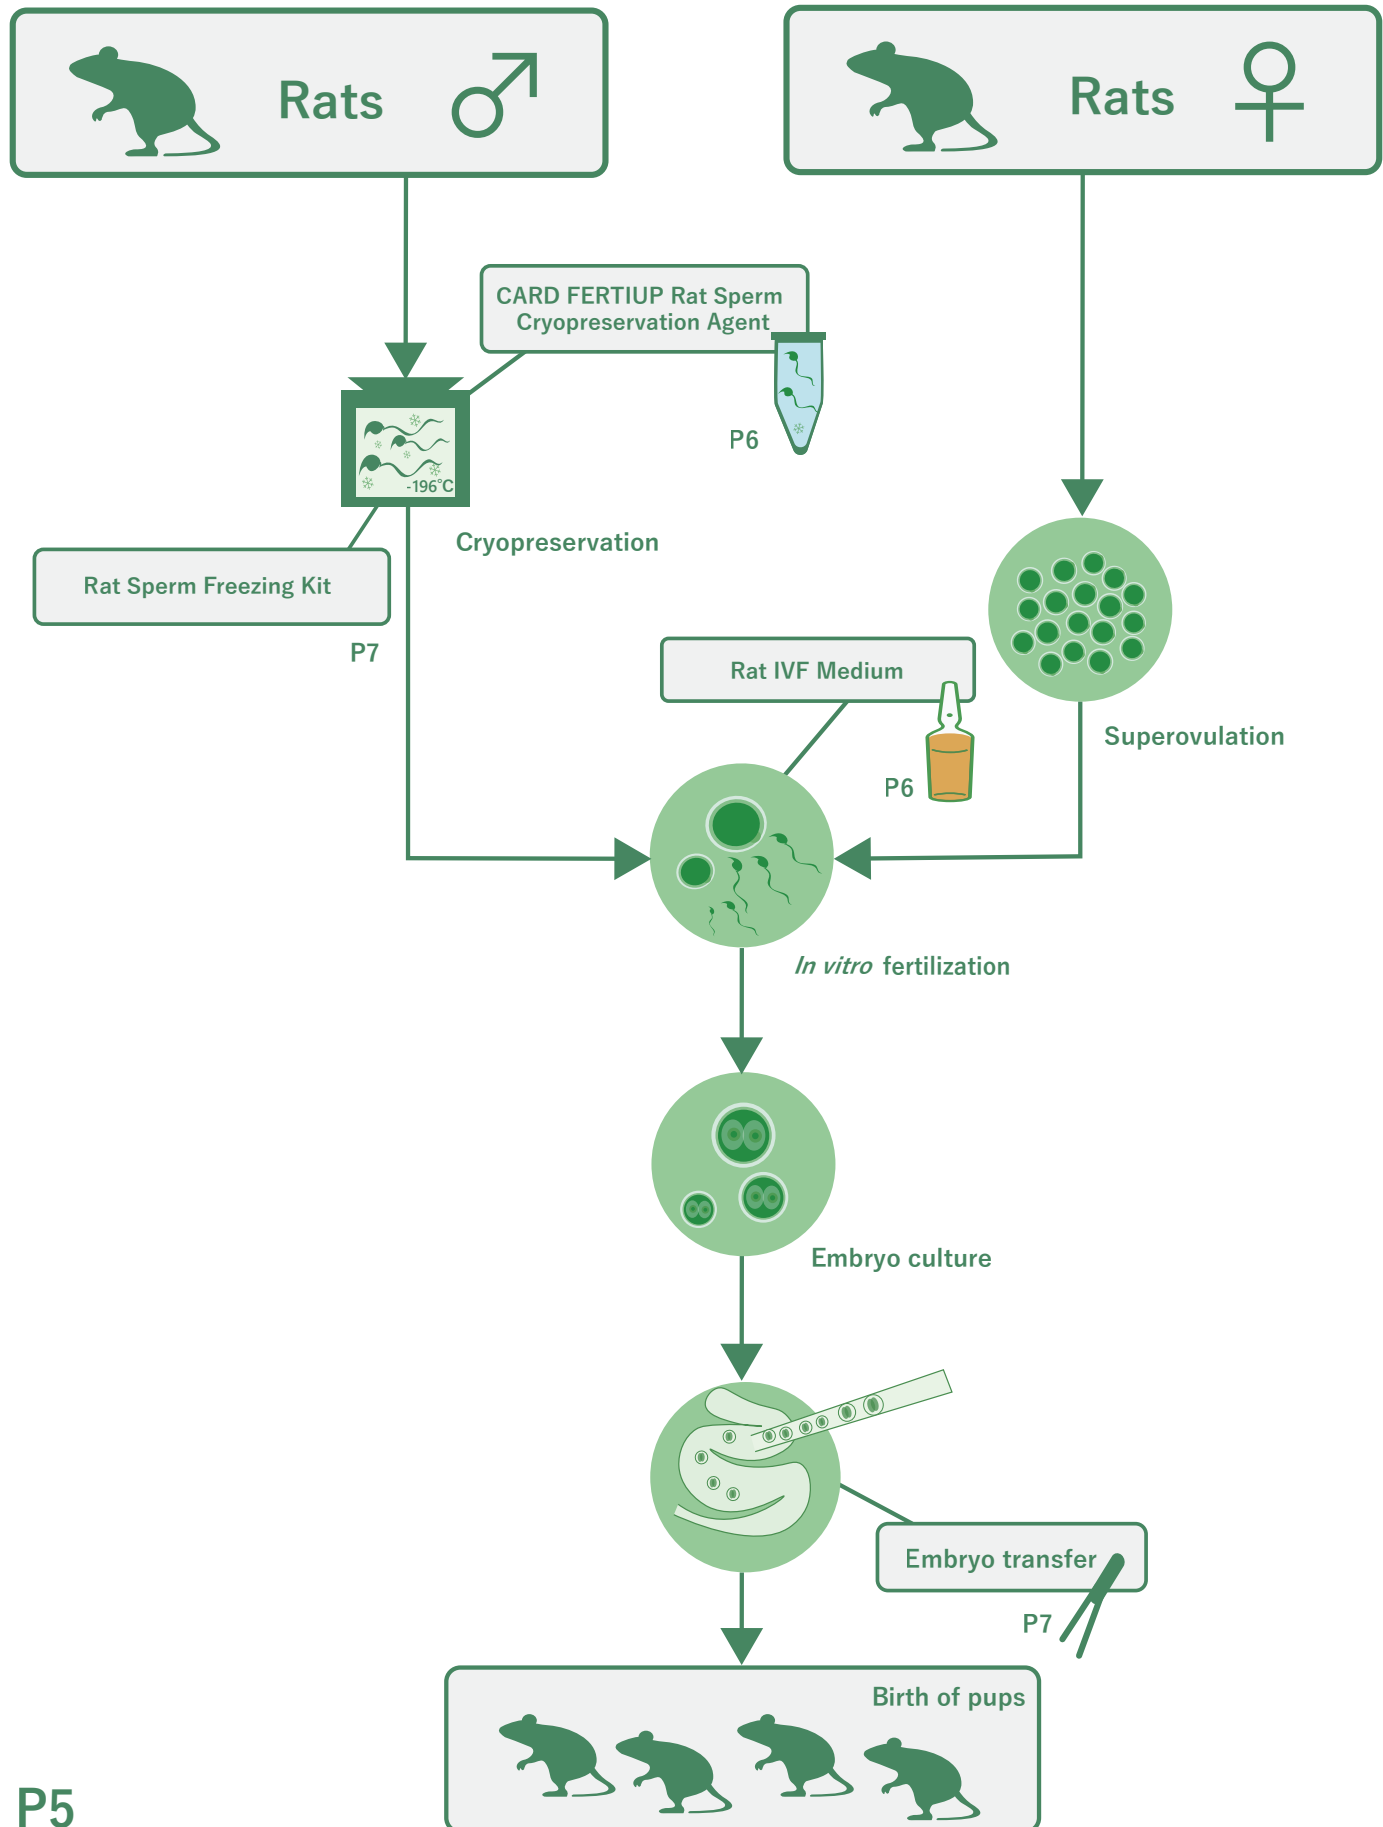 Rats
Rats
CARD FERTIUP Rat Sperm
Cryopreservation Agent
P6
-196°C
Cryopreservation
Rat Sperm Freezing Kit
P7
Rat IVF Medium
P6
Superovulation
In vitro fertilization
Embryo culture
Embryo transfer
P7
Birth of pups
P5